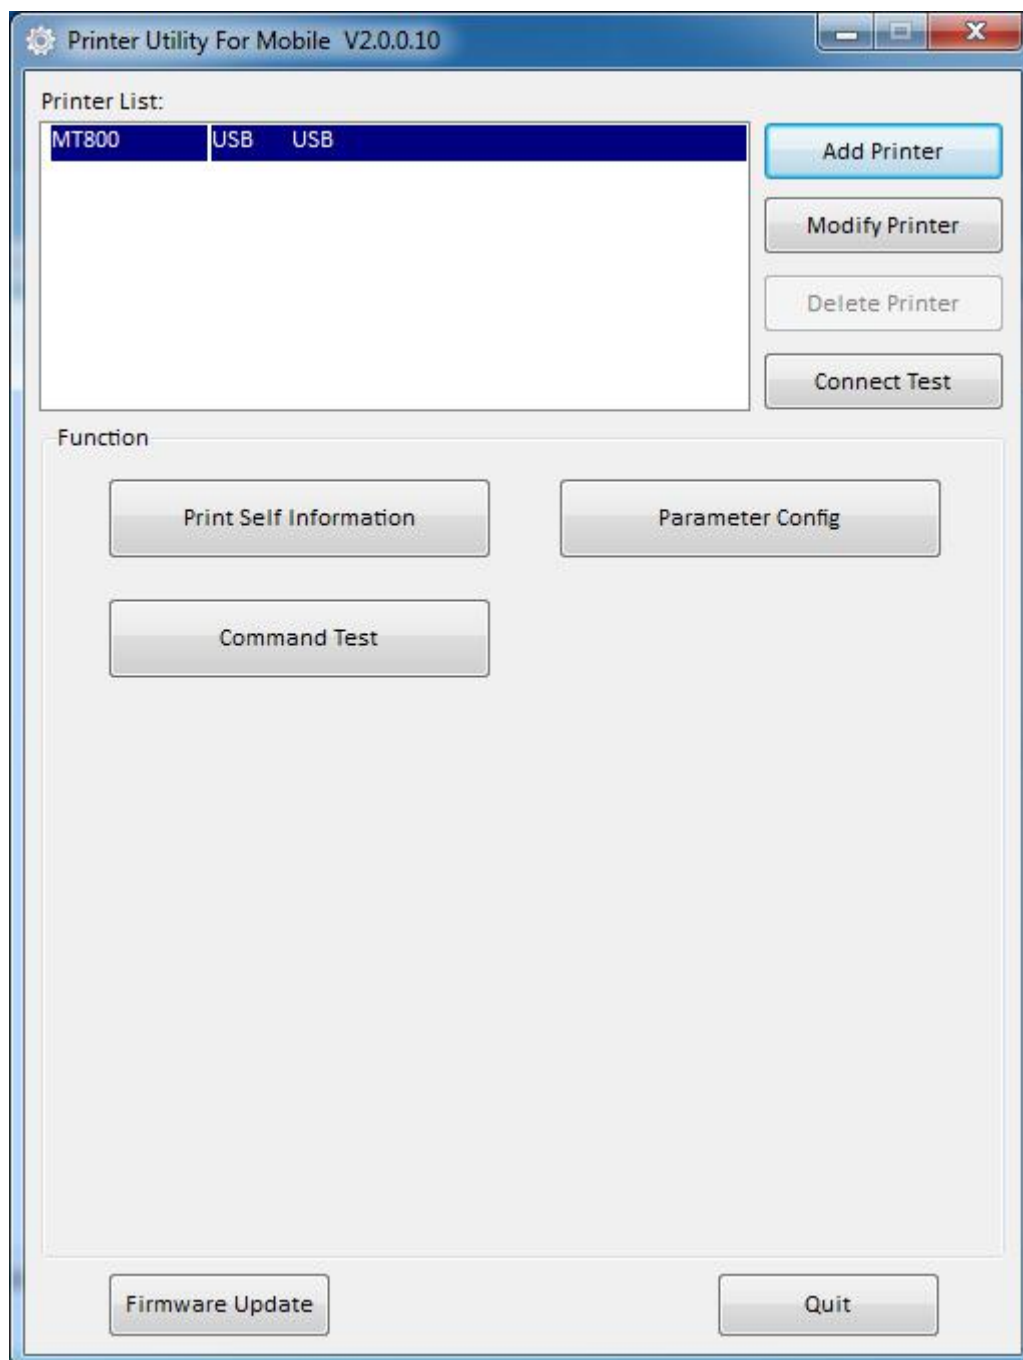 Printer Utility For Mobile V2.0.0.10
Printer List:
MT800 USB USB
Add Printer
Modify Printer
Delete Printer
Connect Test
Function
Print Self Information
Parameter Config
Command Test
Firmware Update
Quit